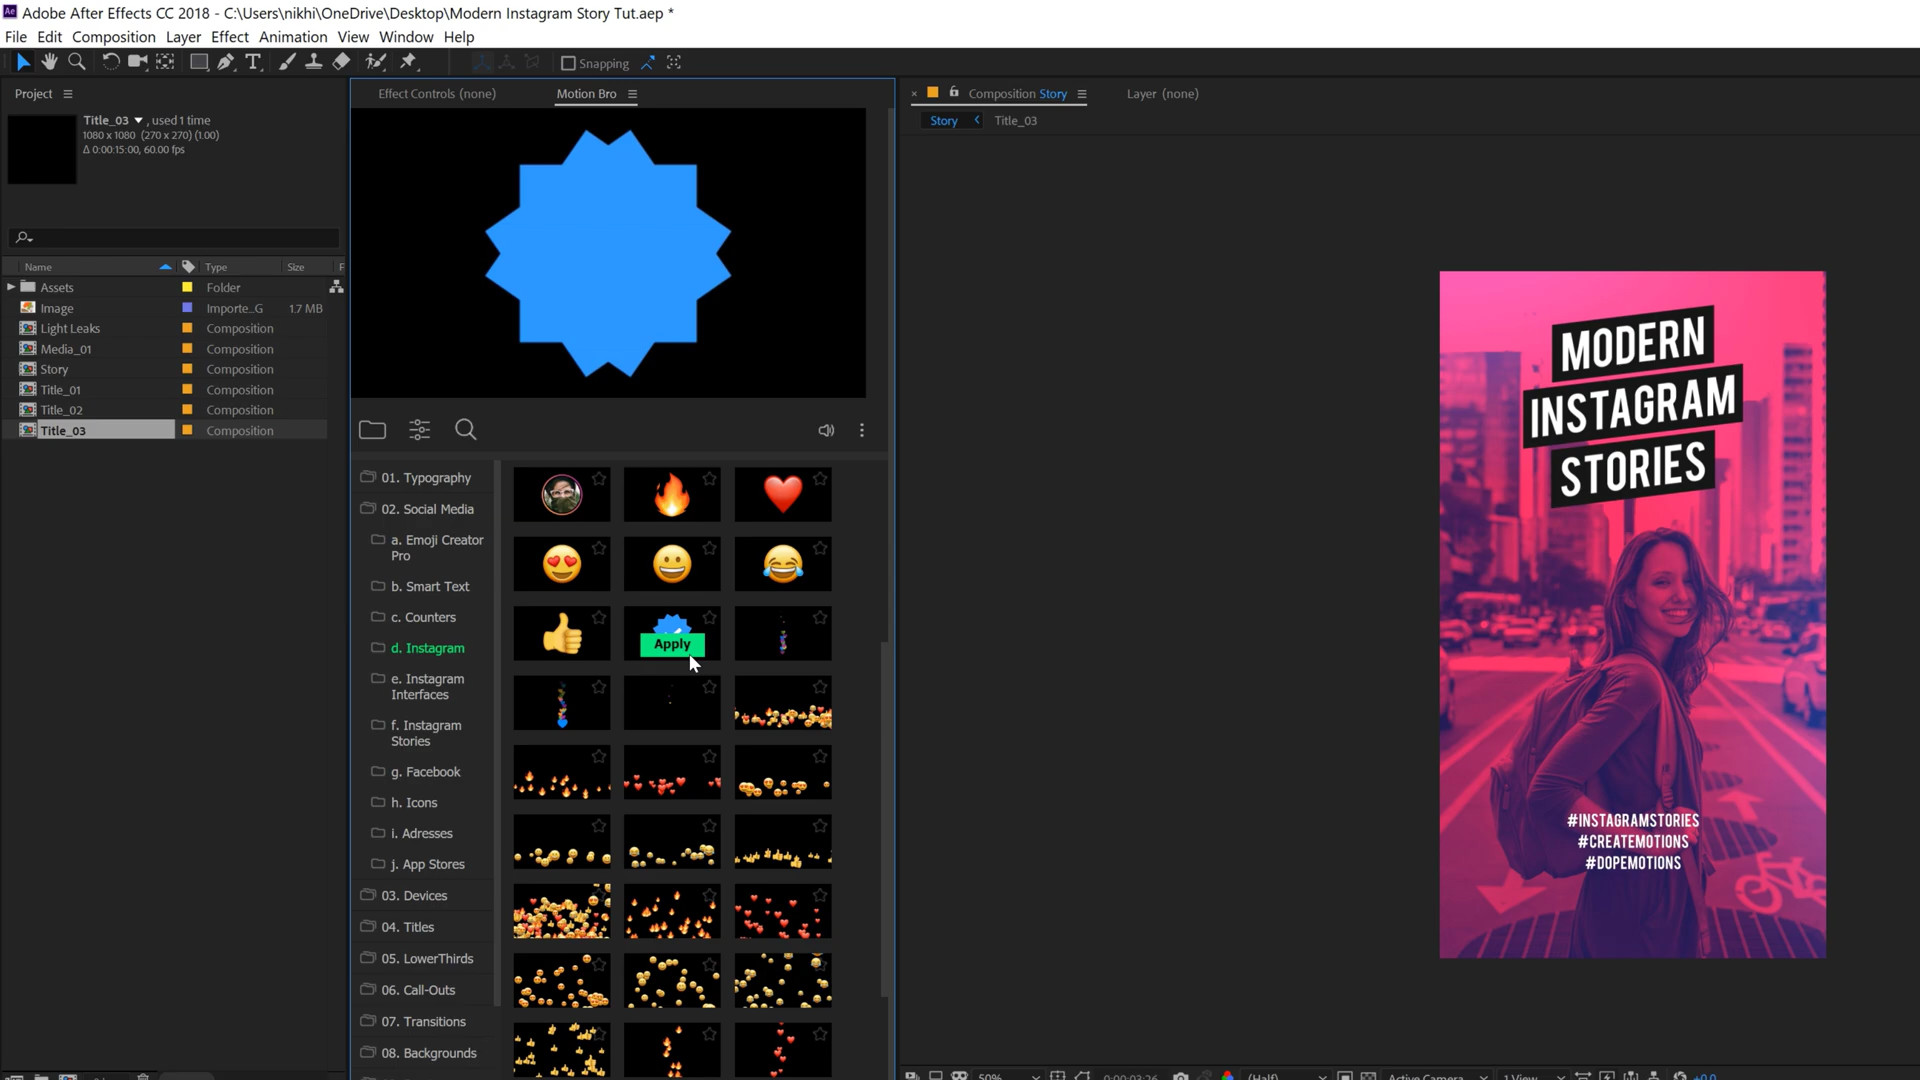 Adobe After Effects CC 2018 - C:\Users\nikhi\OneDrive\Desktop\Modern Instagram Story Tut.aep *
File Edit Composition Layer Effect Animation View Window Help
Snapping
Project
Title_03 , used 1 time
1080 x 1080 (270 x 270) (1.00)
Δ 0:00:15:00, 60.00 fps
Name Type Size F
Assets Folder
Image Importe_G 1.7 MB
Light Leaks Composition
Media_01 Composition
Story Composition
Title_01 Composition
Title_02 Composition
Title_03 Composition
Effect Controls (none) Motion Bro
01. Typography
02. Social Media
a. Emoji Creator
Pro
b. Smart Text
c. Counters
d. Instagram
e. Instagram
Interfaces
f. Instagram
Stories
g. Facebook
h. Icons
i. Adresses
j. App Stores
03. Devices
04. Titles
05. LowerThirds
06. Call-Outs
07. Transitions
08. Backgrounds
Apply
Composition Story Layer (none)
Story Title_03
MODERN
INSTAGRAM
STORIES
#INSTAGRAMSTORIES
#CREATEMOTIONS
#DOPEMOTIONS
50% 0:00:03:26 (Half) Active Camera 1 View +0.0